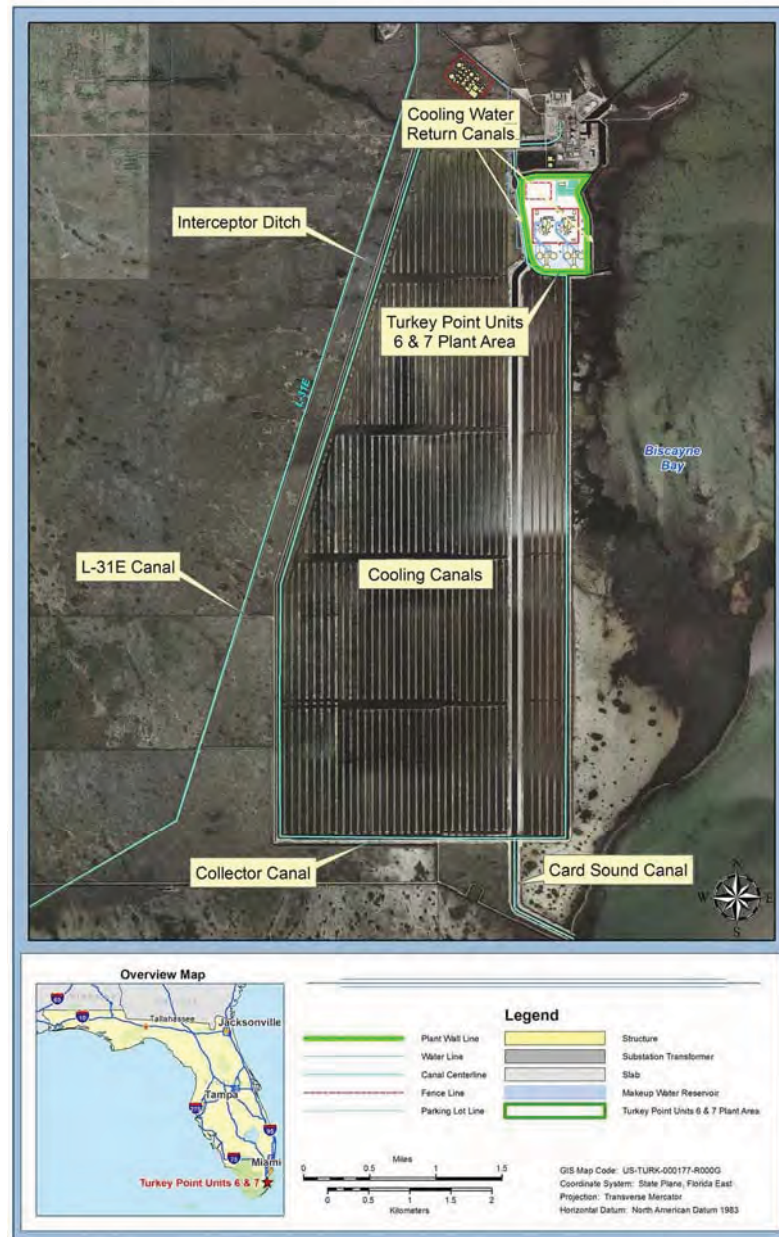 Cooling Water
Return Canals
Interceptor Ditch
Turkey Point Units
6 & 7 Plant Area
L-31E
Biscayne
Bay
L-31E Canal
Cooling Canals
Collector Canal
Card Sound Canal
N
W
E
S
Overview Map
Tallahassee
Jacksonville
Tampa
Miami
Turkey Point Units 6 & 7
Legend
Plant Wall Line
Water Line
Canal Centerline
Fence Line
Parking Lot Line
Structure
Substation Transformer
Slab
Makeup Water Reservoir
Turkey Point Units 6 & 7 Plant Area
Miles
0 0.5 1 1.5
0 0.5 1 1.5 2
Kilometers
GIS Map Code: US-TURK-000177-R000G
Coordinate System: State Plane, Florida East
Projection: Transverse Mercator
Horizontal Datum: North American Datum 1983